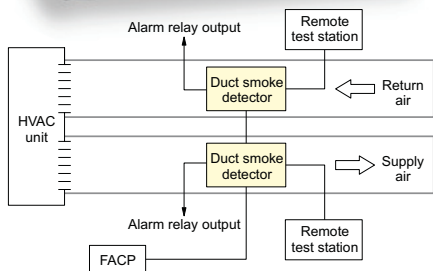 Alarm relay output
Remote
test station
Duct smoke
detector
Return
air
HVAC
unit
Duct smoke
detector
Supply
air
Alarm relay output
Remote
test station
FACP